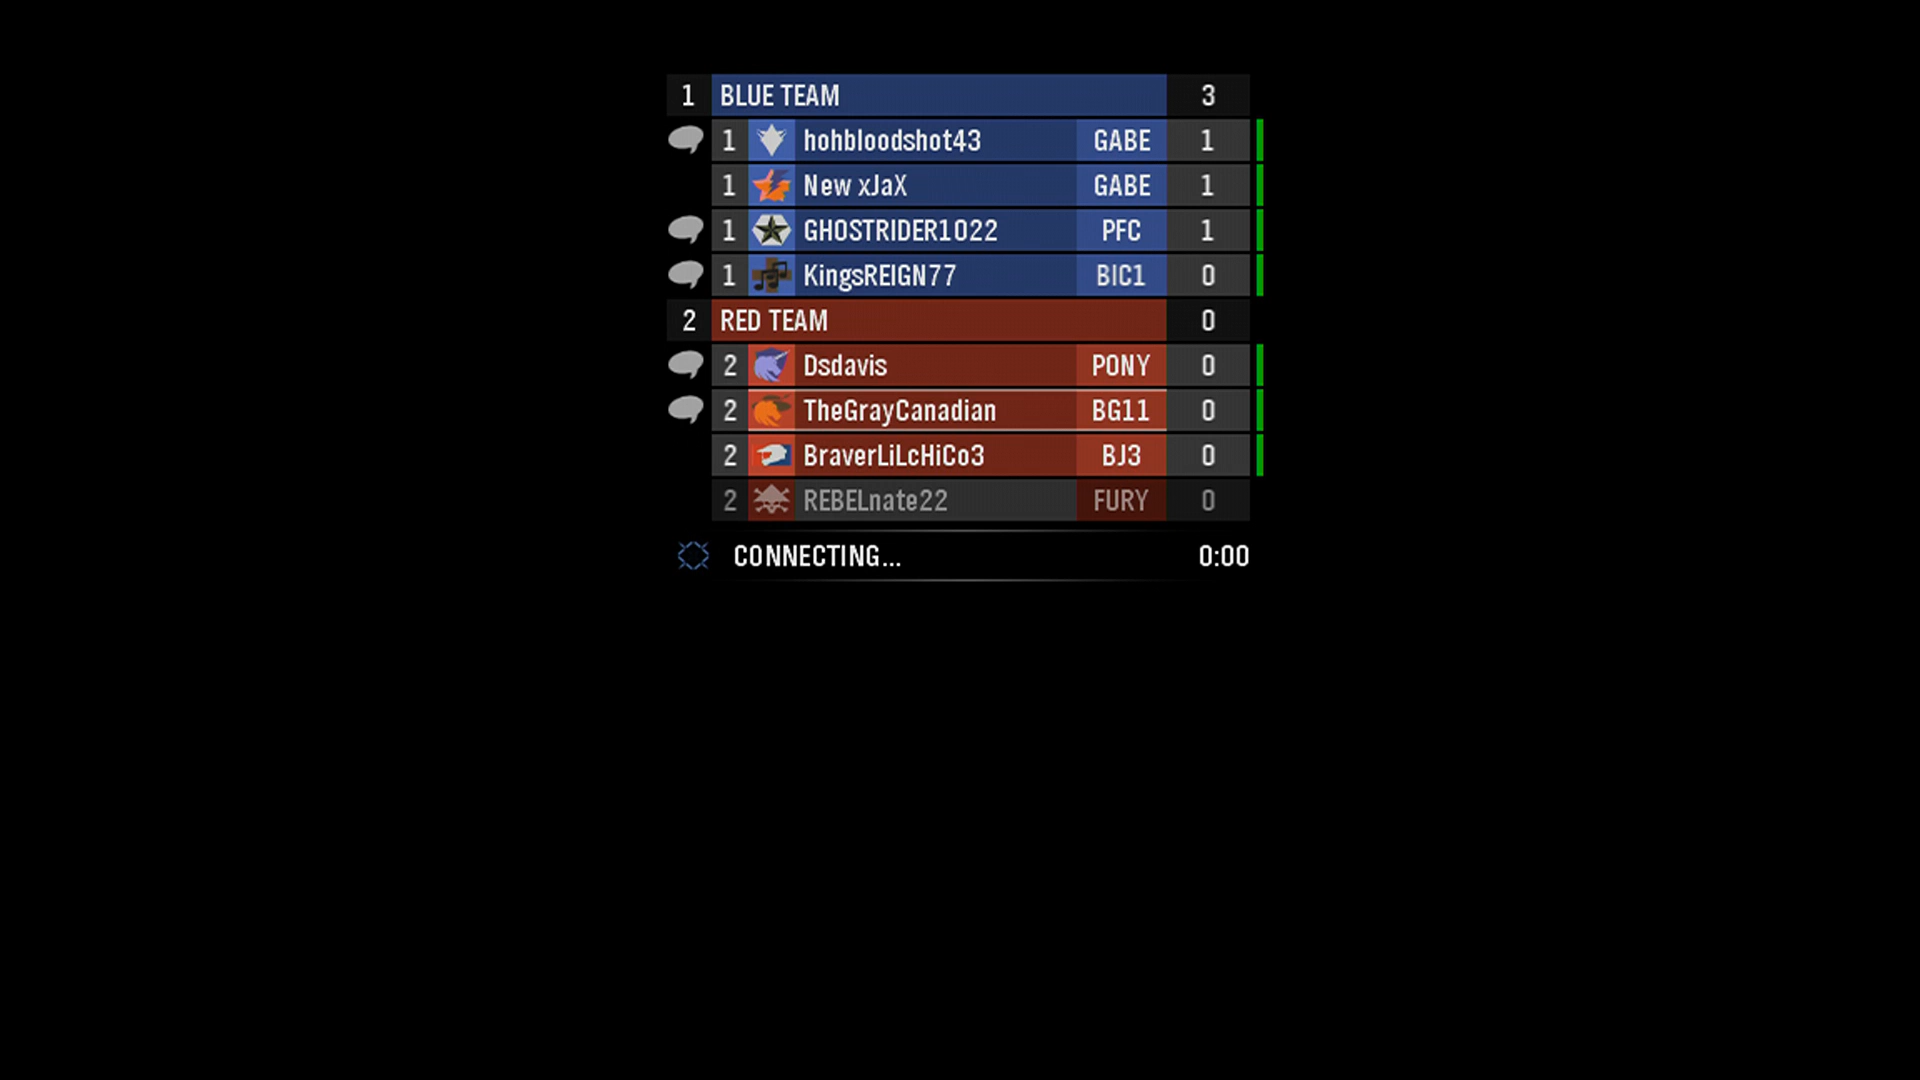 1 BLUE TEAM 3
1 hohbloodshot43 GABE 1
1 New xJaX GABE 1
1 GHOSTRIDER1022 PFC 1
1 KingsREIGN77 BIC1 0
2 RED TEAM 0
2 Dsdavis PONY 0
2 TheGrayCanadian BG11 0
2 BraverLiLcHiCo3 BJ3 0
2 REBELnate22 FURY 0
CONNECTING... 0:00